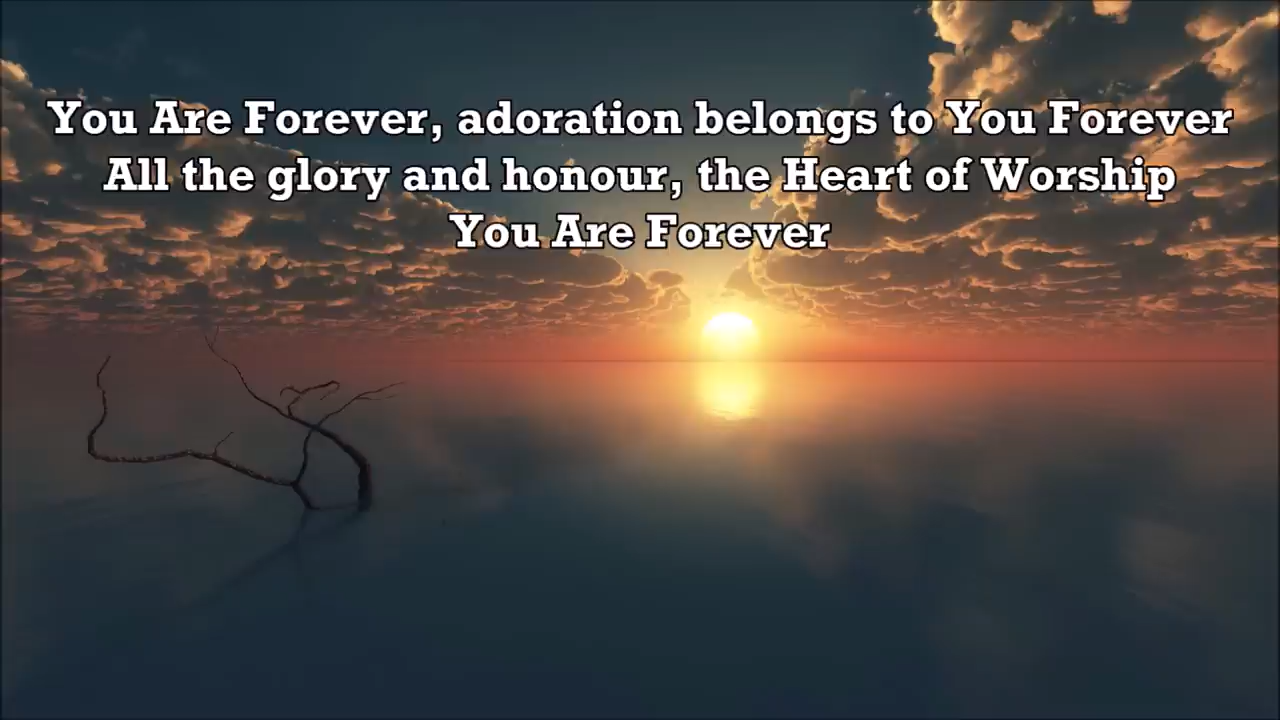 You Are Forever, adoration belongs to You Forever
All the glory and honour, the Heart of Worship
You Are Forever